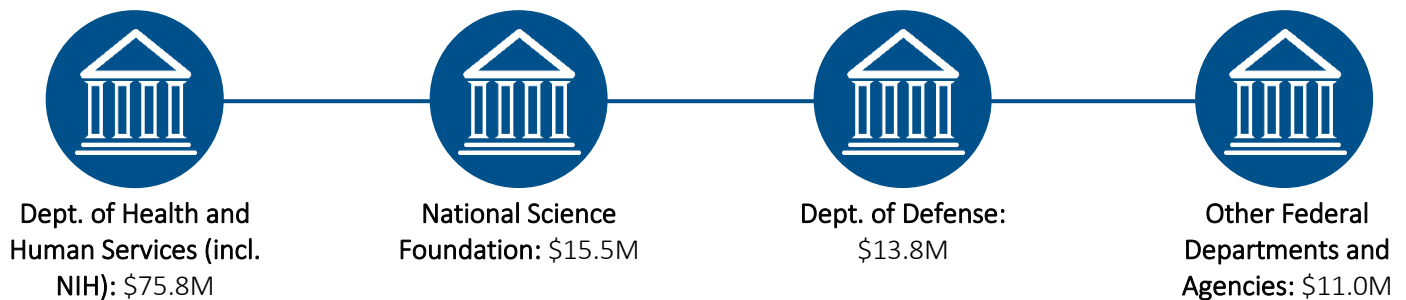 Dept. of Health and
Human Services (incl.
NIH): $75.8M
National Science
Foundation: $15.5M
Dept. of Defense:
$13.8M
Other Federal
Departments and
Agencies: $11.0M